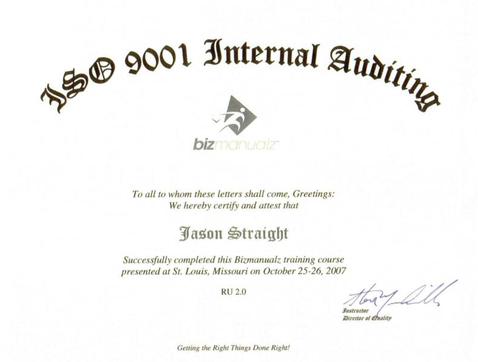 ISO 9001 Internal Auditing
bizmanualz
To all to whom these letters shall come, Greetings:
We hereby certify and attest that
Jason Straight
Successfully completed this Bizmanualz training course
presented at St. Louis, Missouri on October 25-26, 2007
RU 2.0
Instructor
Director of Quality
Getting the Right Things Done Right!